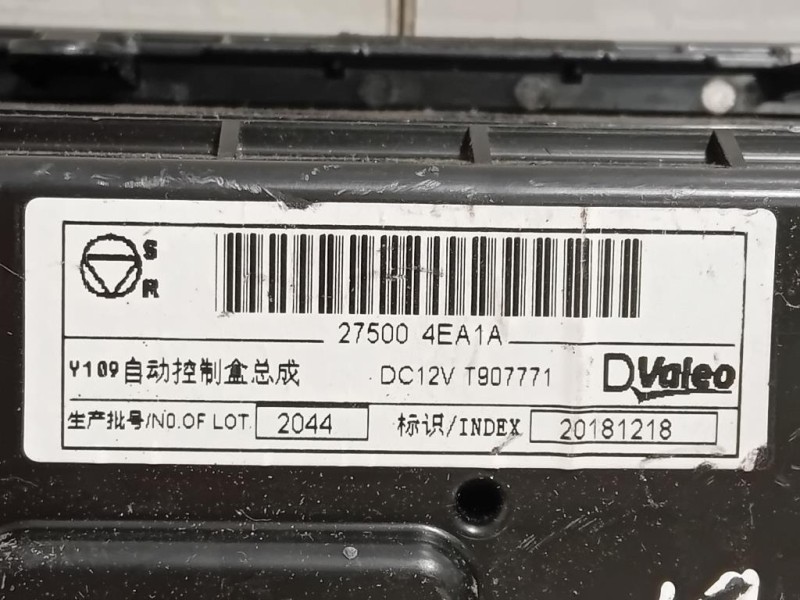 S
R
27500 4EA1A
Y109自动控制盒总成 DC12V T907771 D Valeo
生产批号/NO.OF LOT 2044 标识/INDEX 20181218